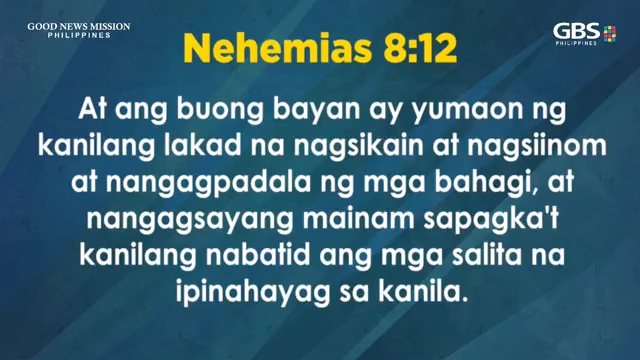 GOOD NEWS MISSION
PHILIPPINES
GBS
PHILIPPINES
Nehemias 8:12
At ang buong bayan ay yumaon ng
kanilang lakad na nagsikain at nagsiinom
at nangagpadala ng mga bahagi, at
nangagsayang mainam sapagka't
kanilang nabatid ang mga salita na
ipinahayag sa kanila.